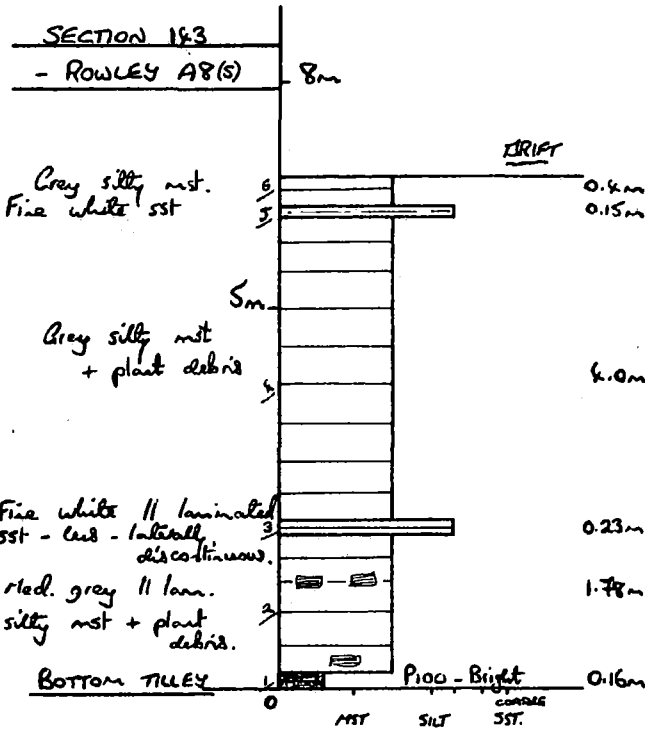 SECTION 143
- ROWLEY A8(S)
8m
DRIFT
Grey silty mst.
6
0.4m
Fine white sst
5
0.15m
5m
Grey silty mst
+ plant debris
4
4.0m
Fine white || laminated
sst - lens - laterally
discontinuous.
3
0.23m
Med. grey || lam.
silty mst + plant
debris.
2
1.78m
BOTTOM TILLEY
1
P100 - Bright
0.16m
0
MST
SILT
COARSE
SST.